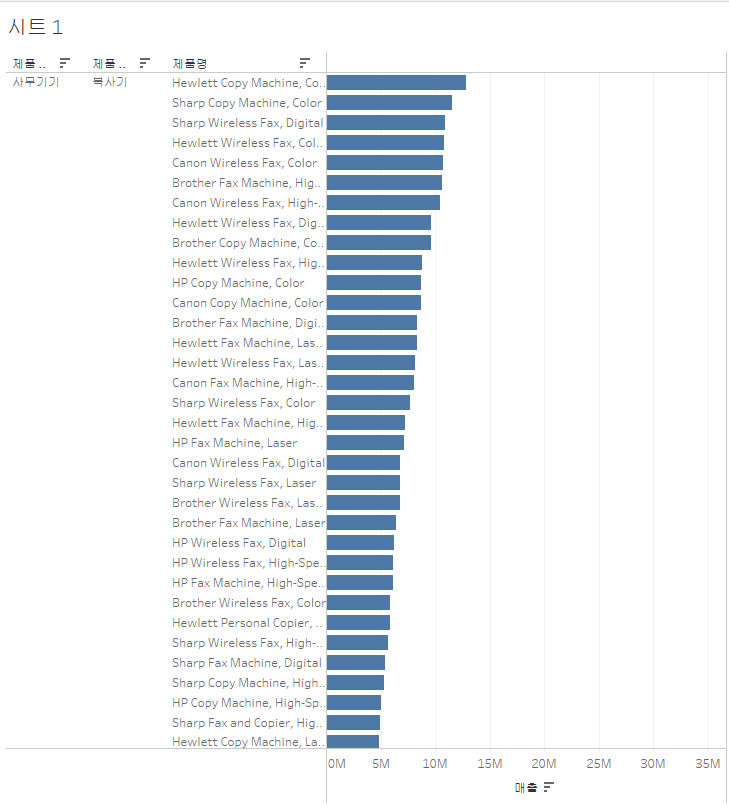 시트 1
제품 .. 제품 .. 제품명
사무기기 복사기 Hewlett Copy Machine, Co..
Sharp Copy Machine, Color
Sharp Wireless Fax, Digital
Hewlett Wireless Fax, Col..
Canon Wireless Fax, Color
Brother Fax Machine, Hig..
Canon Wireless Fax, High-..
Hewlett Wireless Fax, Dig..
Brother Copy Machine, Co..
Hewlett Wireless Fax, Hig..
HP Copy Machine, Color
Canon Copy Machine, Color
Brother Fax Machine, Digi..
Hewlett Fax Machine, Las..
Hewlett Wireless Fax, Las..
Canon Fax Machine, High-..
Sharp Wireless Fax, Color
Hewlett Fax Machine, Hig..
HP Fax Machine, Laser
Canon Wireless Fax, Digital
Sharp Wireless Fax, Laser
Brother Wireless Fax, Las..
Brother Fax Machine, Laser
HP Wireless Fax, Digital
HP Wireless Fax, High-Spe..
HP Fax Machine, High-Spe..
Brother Wireless Fax, Color
Hewlett Personal Copier, ..
Sharp Wireless Fax, High-..
Sharp Fax Machine, Digital
Sharp Copy Machine, High..
HP Copy Machine, High-Sp..
Sharp Fax and Copier, Hig..
Hewlett Copy Machine, La..
0M 5M 10M 15M 20M 25M 30M 35M
매출